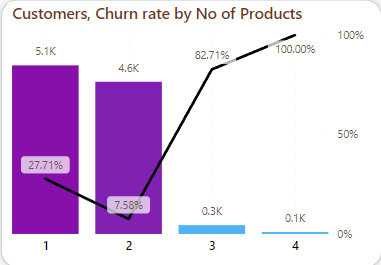 Customers, Churn rate by No of Products
5.1K
4.6K
82.71%
100.00%
100%
27.71%
7.58%
50%
0.3K
0.1K
0%
1
2
3
4